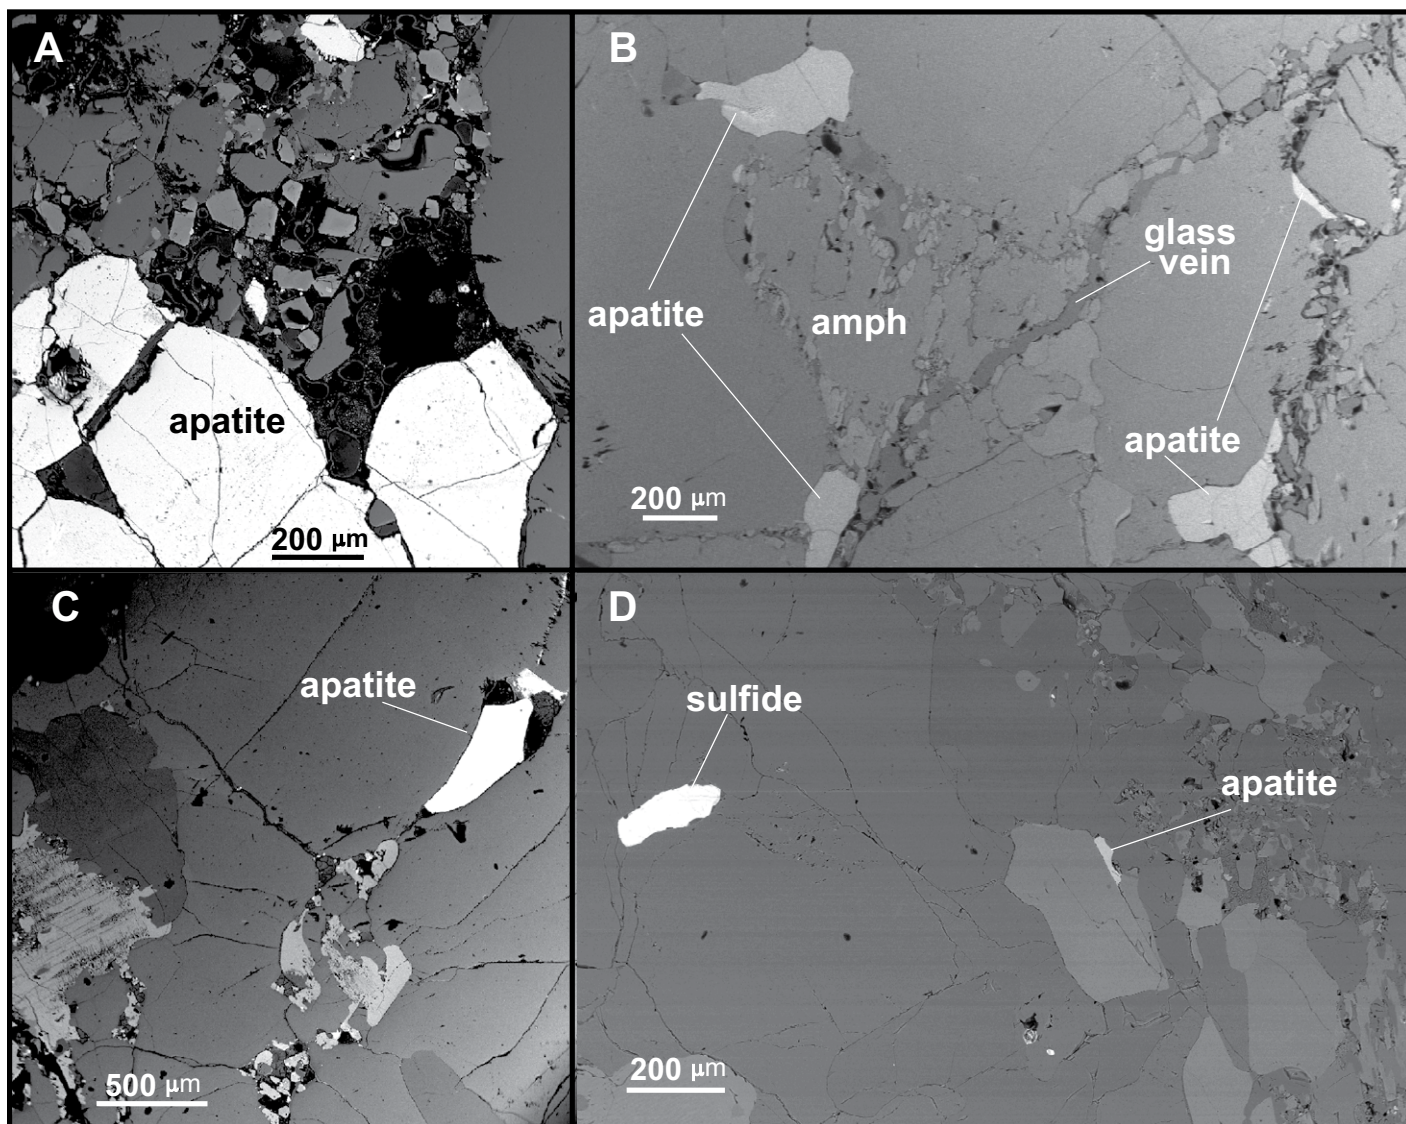 A
apatite
200 μm
B
apatite
amph
glass
vein
apatite
200 μm
C
apatite
500 μm
D
sulfide
apatite
200 μm